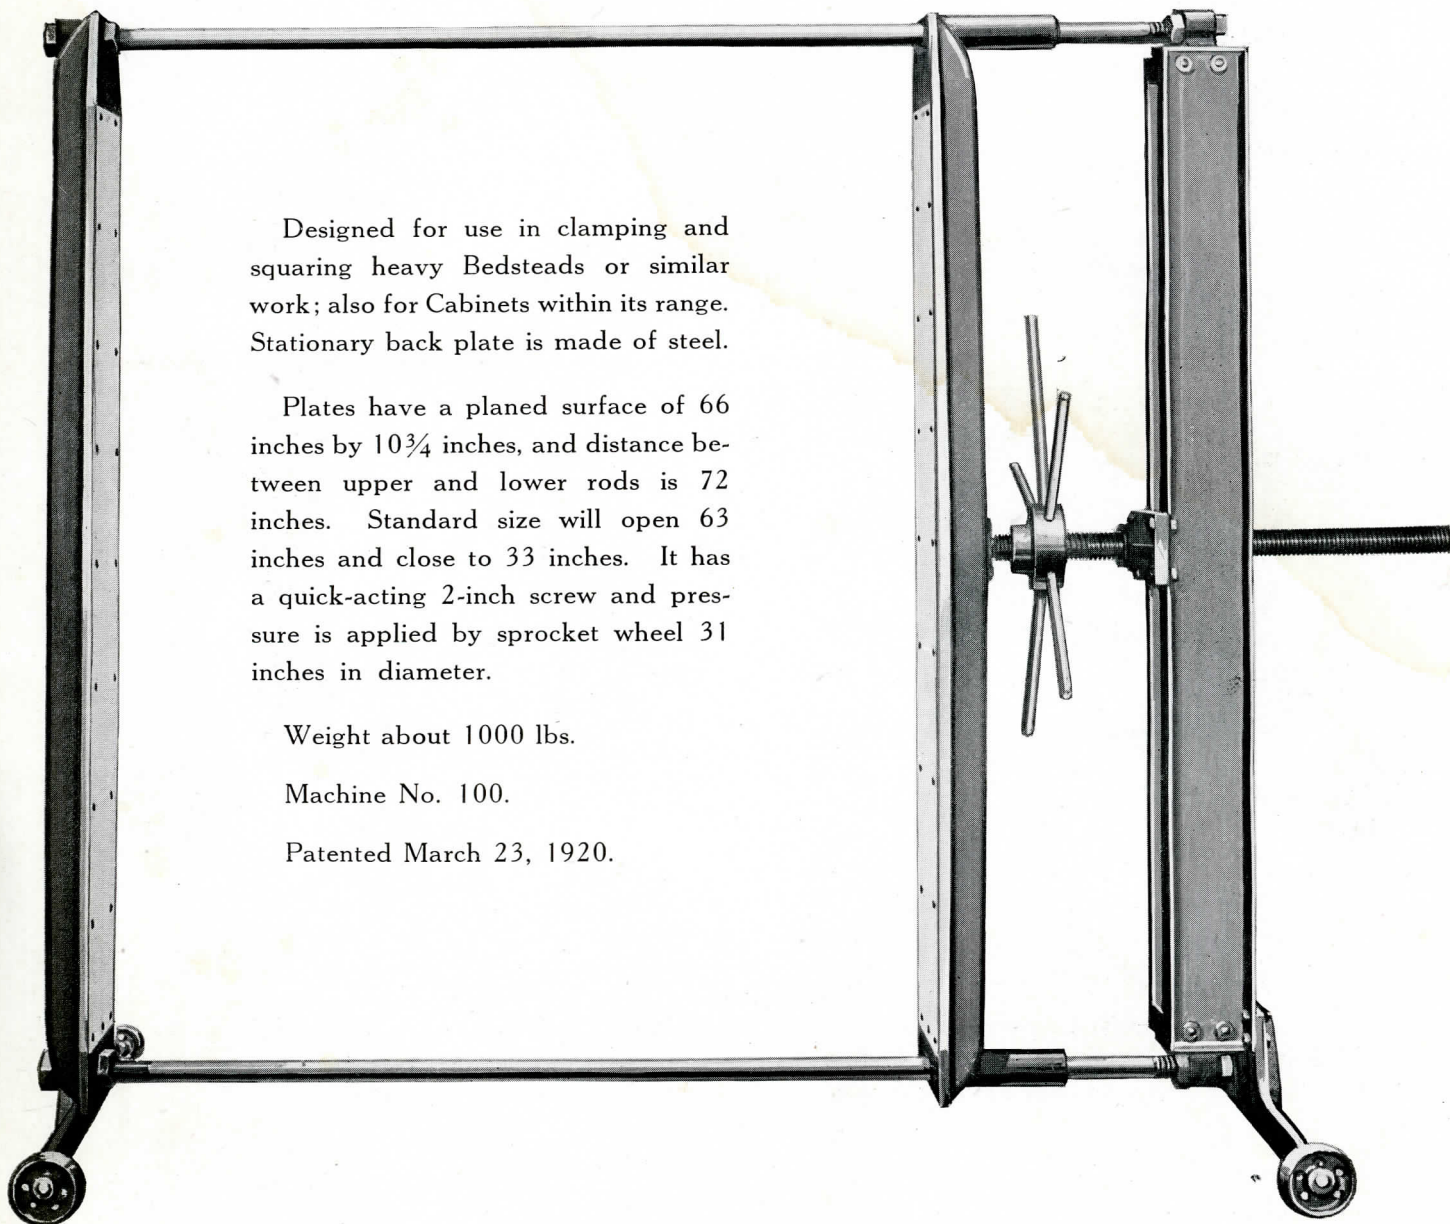 Designed for use in clamping and
squaring heavy Bedsteads or similar
work; also for Cabinets within its range.
Stationary back plate is made of steel.
Plates have a planed surface of 66
inches by 10¾ inches, and distance be-
tween upper and lower rods is 72
inches. Standard size will open 63
inches and close to 33 inches. It has
a quick-acting 2-inch screw and pres-
sure is applied by sprocket wheel 31
inches in diameter.
Weight about 1000 lbs.
Machine No. 100.
Patented March 23, 1920.